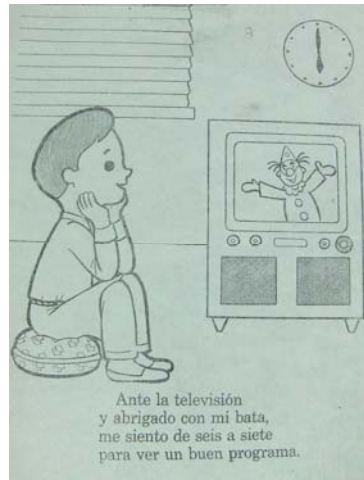 Ante la televisión
y abrigado con mi bata,
me siento de seis a siete
para ver un buen programa.